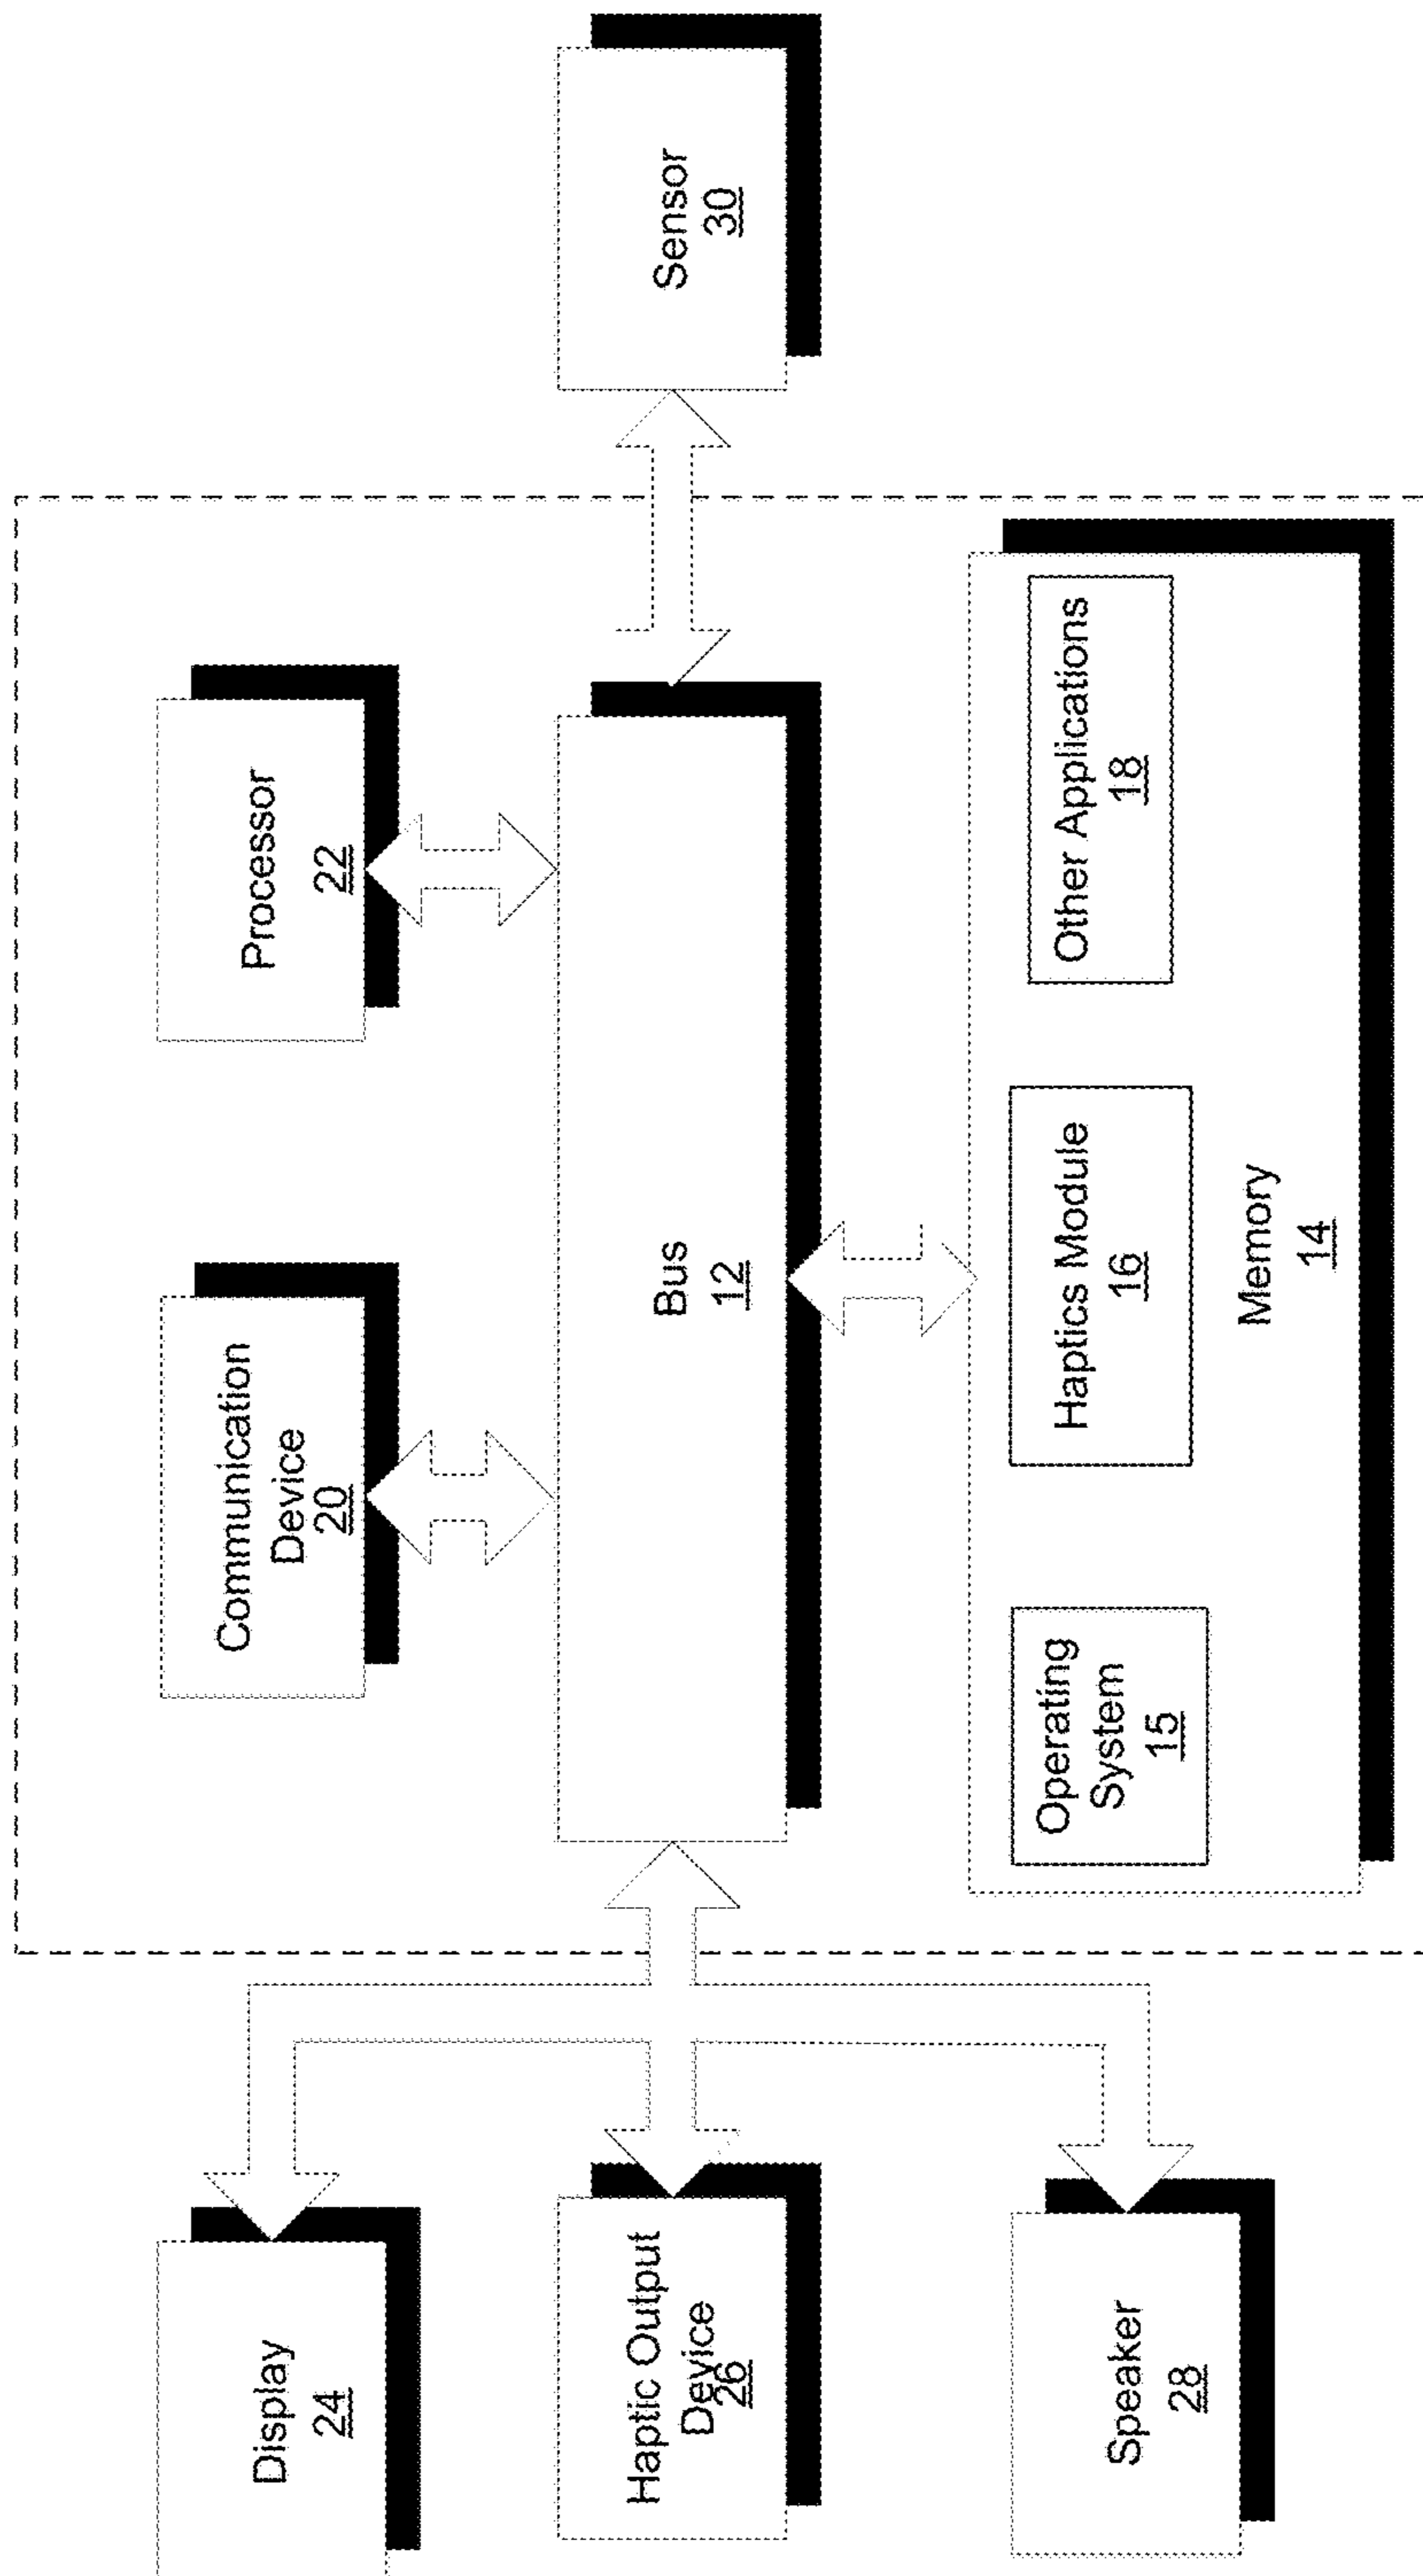 Display
24
Haptic Output
Device
26
Speaker
28
Communication
Device
20
Processor
22
Bus
12
Operating
System
15
Haptics Module
16
Other Applications
18
Memory
14
Sensor
30